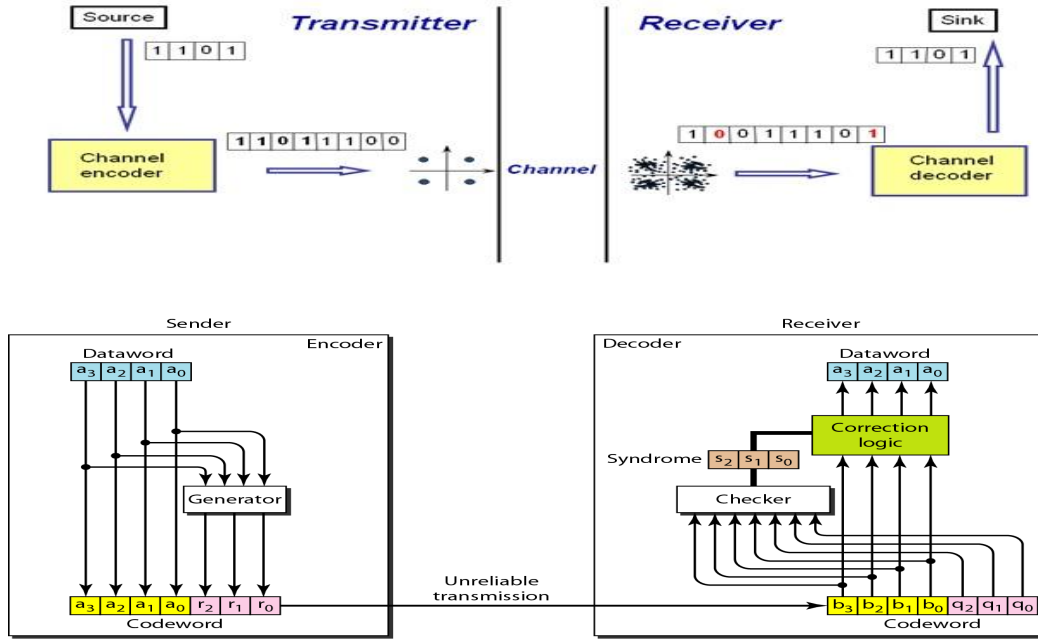 Source Transmitter Receiver Sink
1 1 0 1 1 1 0 1
1 1 0 1 1 1 0 0 1 0 0 1 1 1 0 1
Channel encoder Channel Channel decoder
Sender Receiver
Encoder Decoder
Dataword Dataword
a3 a2 a1 a0 a3 a2 a1 a0
Correction
logic
Syndrome s2 s1 s0
Generator Checker
Unreliable
transmission
a3 a2 a1 a0 r2 r1 r0 b3 b2 b1 b0 q2 q1 q0
Codeword Codeword